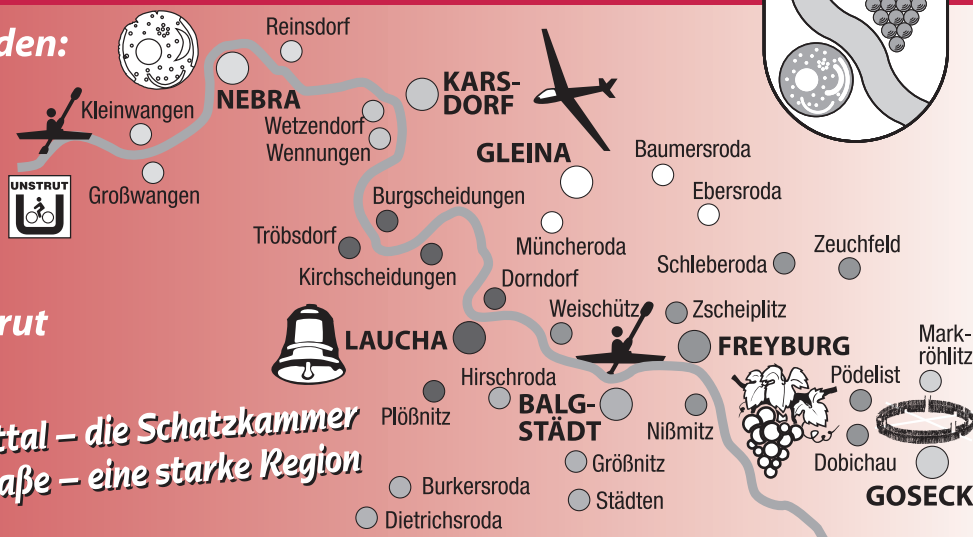 den:
Reinsdorf
NEBRA
KARS-
DORF
Kleinwangen
Wetzendorf
Wennungen
GLEINA
Baumersroda
Ebersroda
UNSTRUT
Großwangen
Burgscheidungen
Müncheroda
Tröbsdorf
Kirchscheidungen
Schleberoda
Zeuchfeld
Dorndorf
Weischütz
Zscheiplitz
rut
LAUCHA
FREYBURG
Mark-
röhlitz
Hirschroda
Pödelist
Plößnitz
BALG-
STÄDT
Nißmitz
ttal – die Schatzkammer
aße – eine starke Region
Größnitz
Dobichau
Burkersroda
Städten
GOSECK
Dietrichsroda